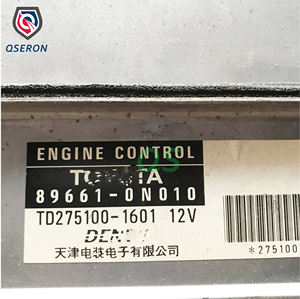 QSERON
ENGINE CONTROL
TOYOTA
QS
89661-0N010
TD275100-1601 12V
DENSO
天津电装电子有限公司
*275100